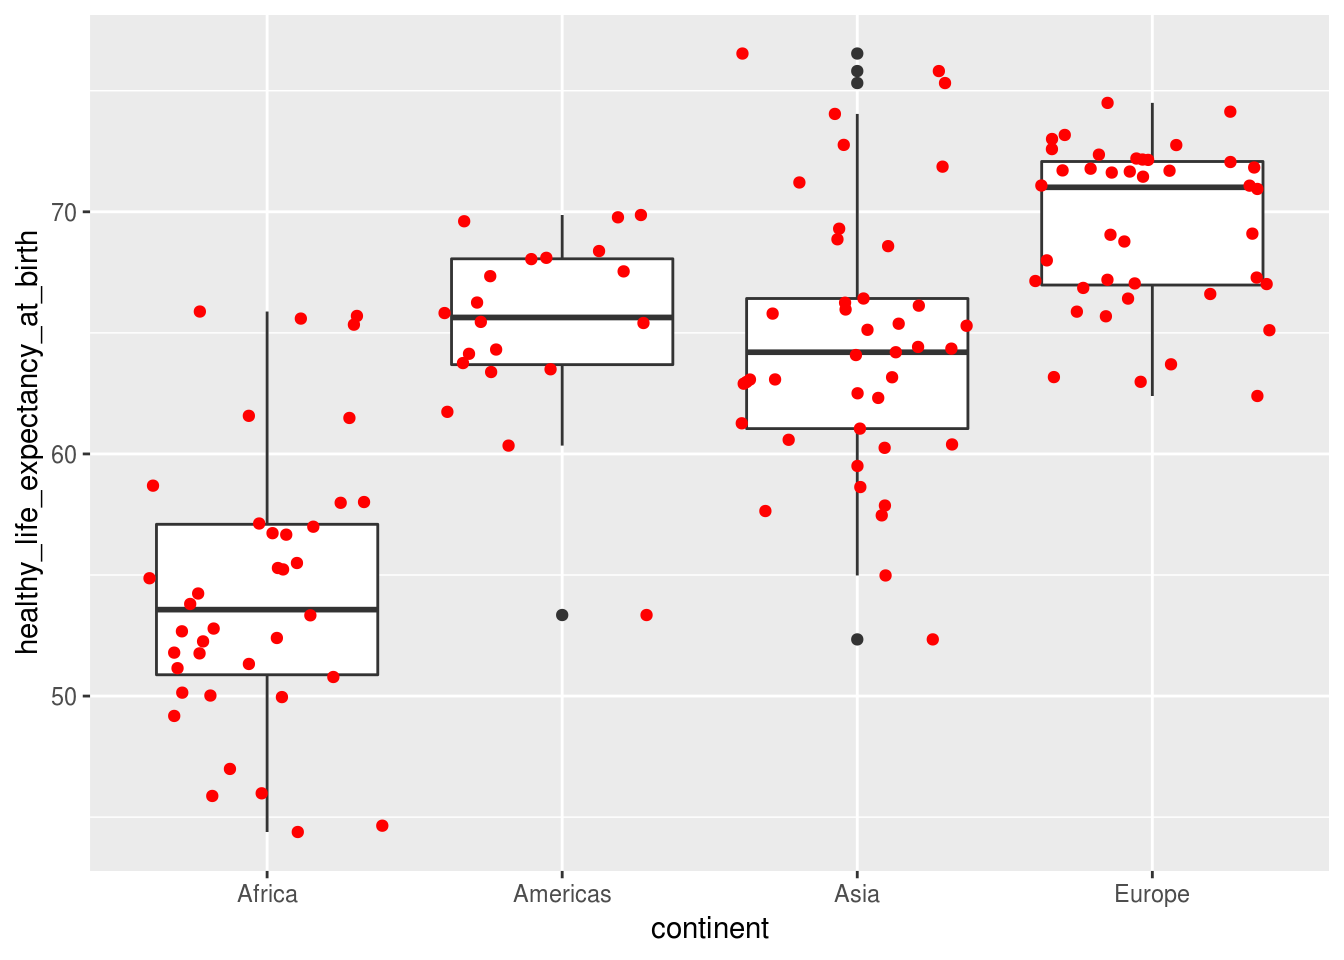 healthy_life_expectancy_at_birth
70
60
50
Africa Americas Asia Europe
continent